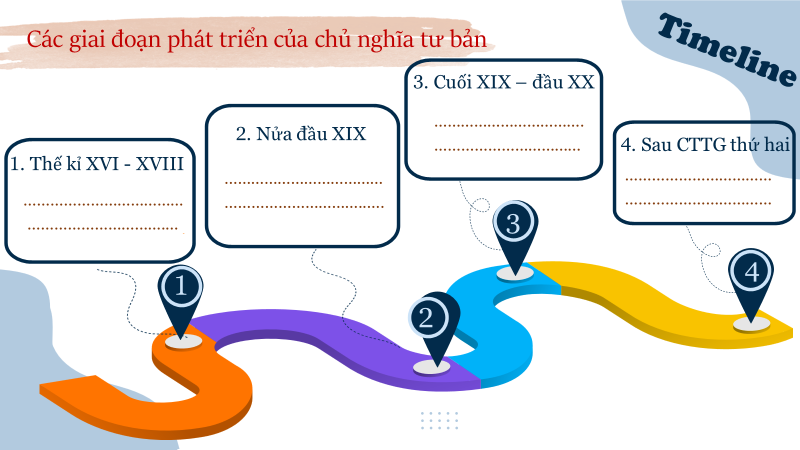 Các giai đoạn phát triển của chủ nghĩa tư bản
Timeline
1. Thế kỉ XVI - XVIII
................................
..............................
2. Nửa đầu XIX
................................
................................
3. Cuối XIX – đầu XX
..............................
..............................
4. Sau CTTG thứ hai
..............................
..............................
1
2
3
4